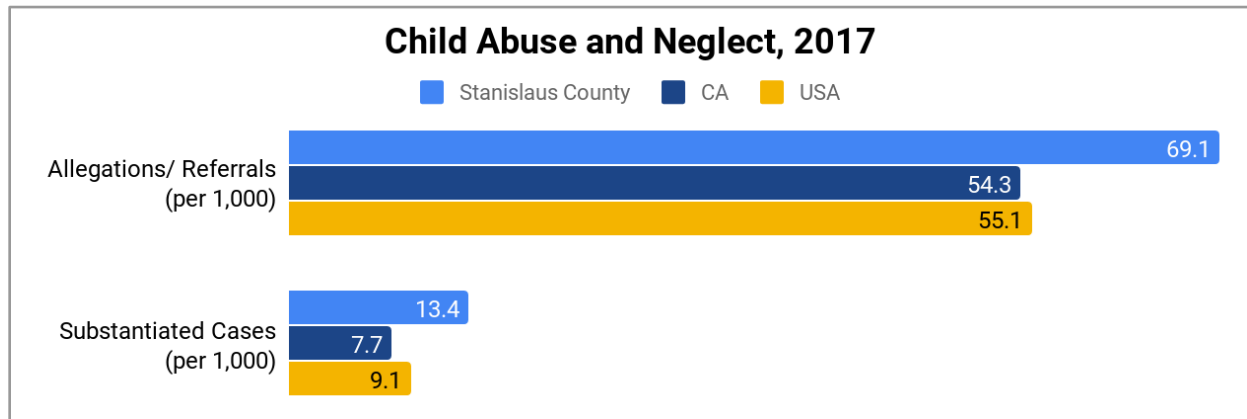 Child Abuse and Neglect, 2017
Stanislaus County CA USA
Allegations/ Referrals
(per 1,000)
69.1
54.3
55.1
Substantiated Cases
(per 1,000)
13.4
7.7
9.1